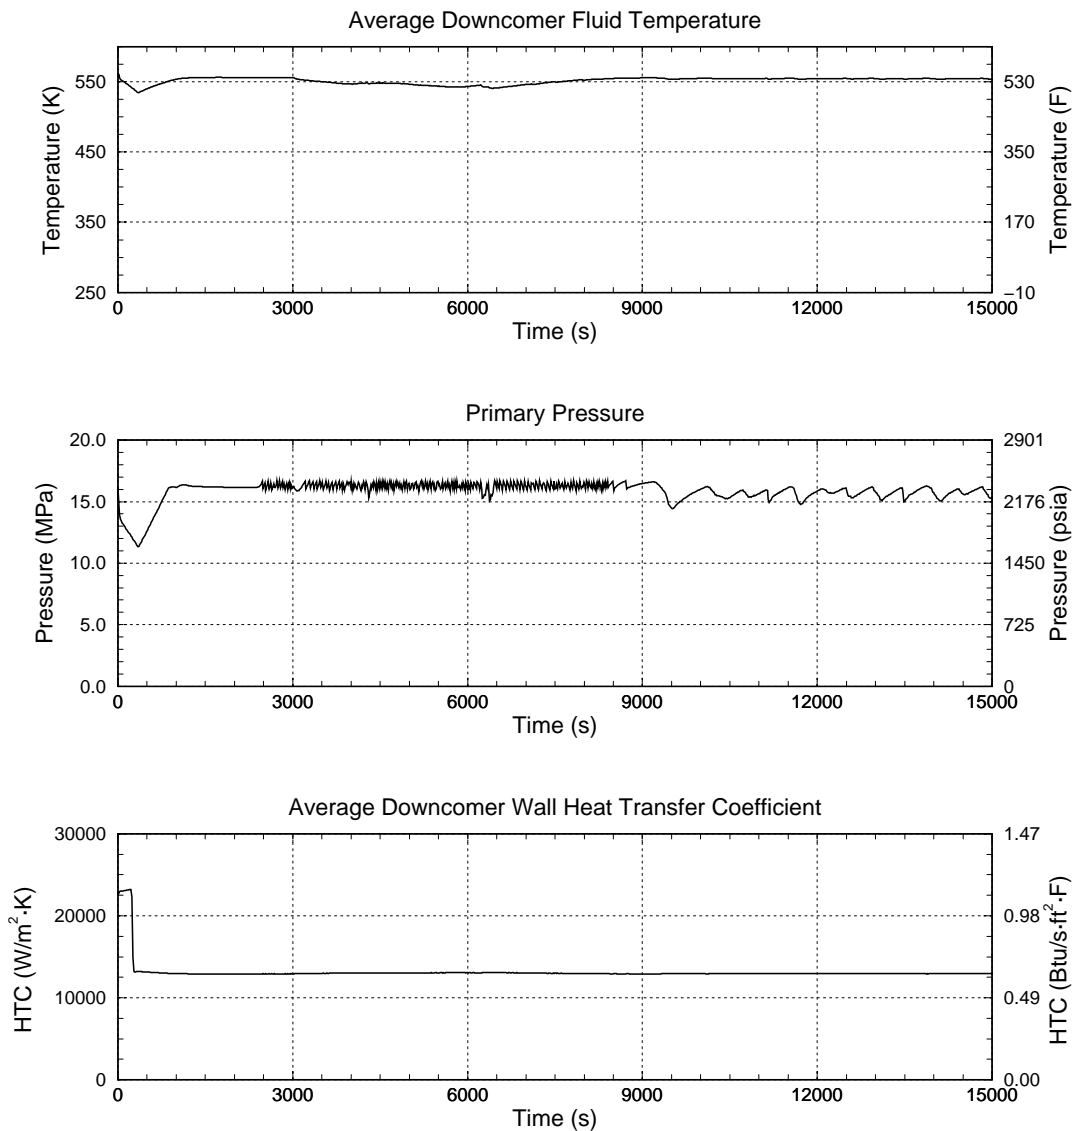 Average Downcomer Fluid Temperature
550
450
350
250
Temperature (K)
530
350
170
−10
Temperature (F)
0 3000 6000 9000 12000 15000
Time (s)
Primary Pressure
20.0
15.0
10.0
5.0
0.0
Pressure (MPa)
2901
2176
1450
725
0
Pressure (psia)
0 3000 6000 9000 12000 15000
Time (s)
Average Downcomer Wall Heat Transfer Coefficient
30000
20000
10000
0
HTC (W/m²·K)
1.47
0.98
0.49
0.00
HTC (Btu/s·ft²·F)
0 3000 6000 9000 12000 15000
Time (s)